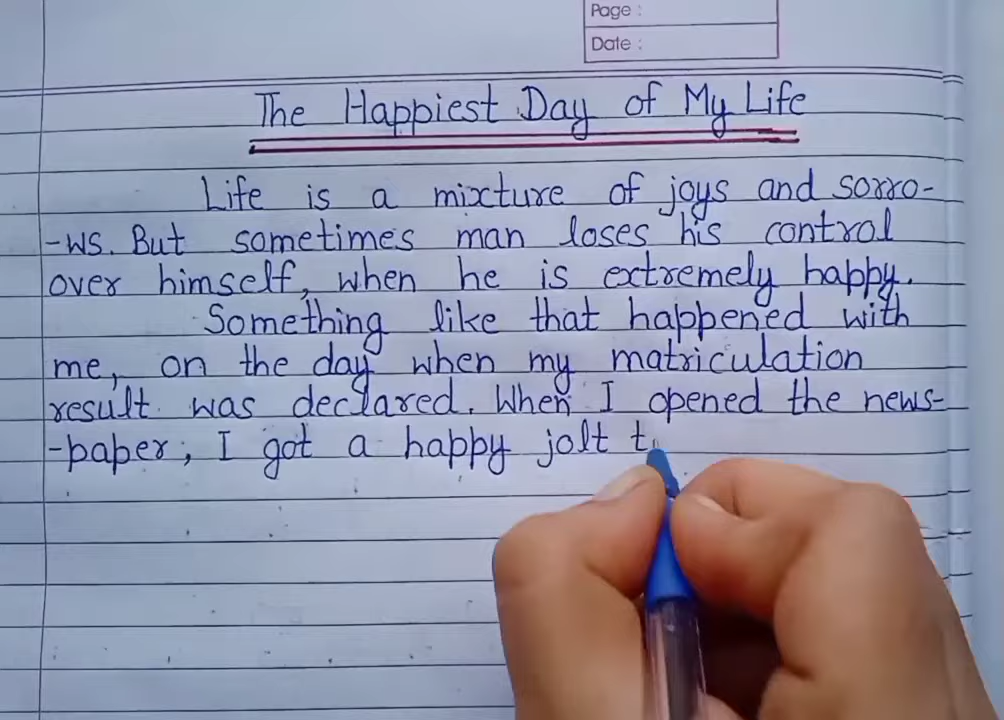 Page :
Date :
The Happiest Day of My Life
Life is a mixture of joys and sorro-
-ws. But sometimes man loses his control
over himself, when he is extremely happy.
Something like that happened with
me, on the day when my matriculation
result was declared. When I opened the news-
-paper, I got a happy jolt t